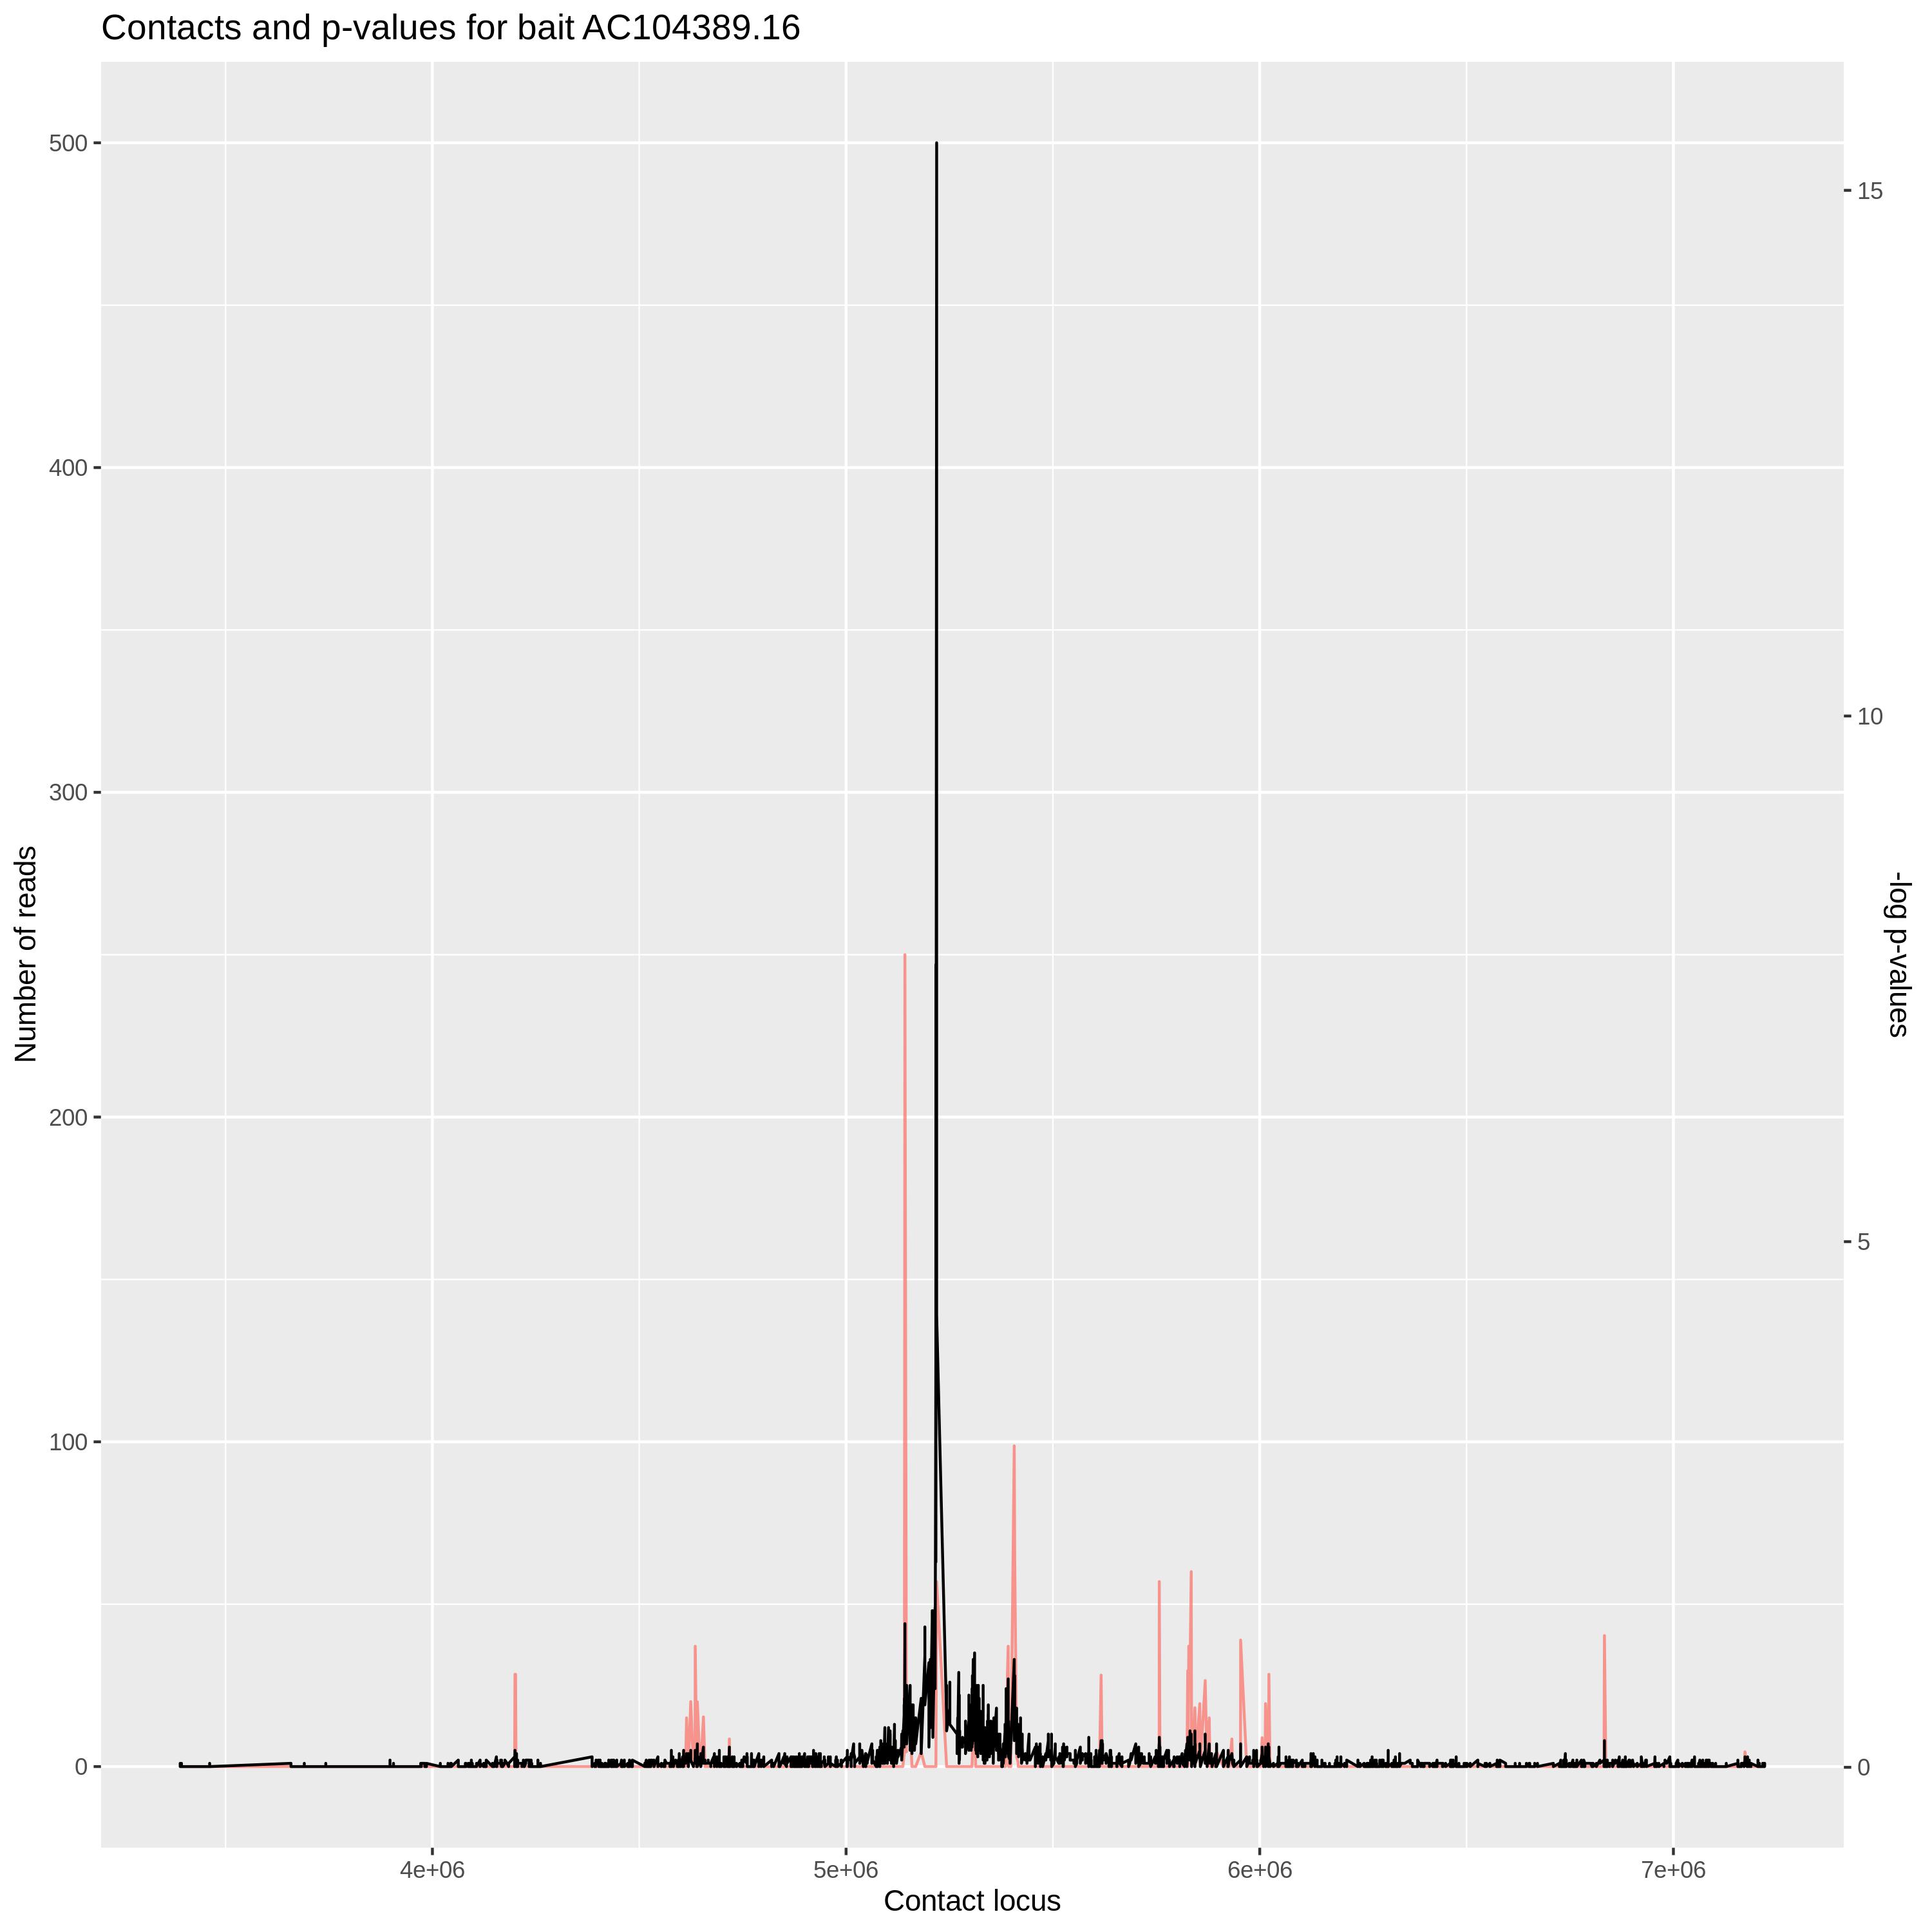 Contacts and p-values for bait AC104389.16
500
400
300
200
100
0
Number of reads
15
10
5
0
-log p-values
4e+06
5e+06
6e+06
7e+06
Contact locus